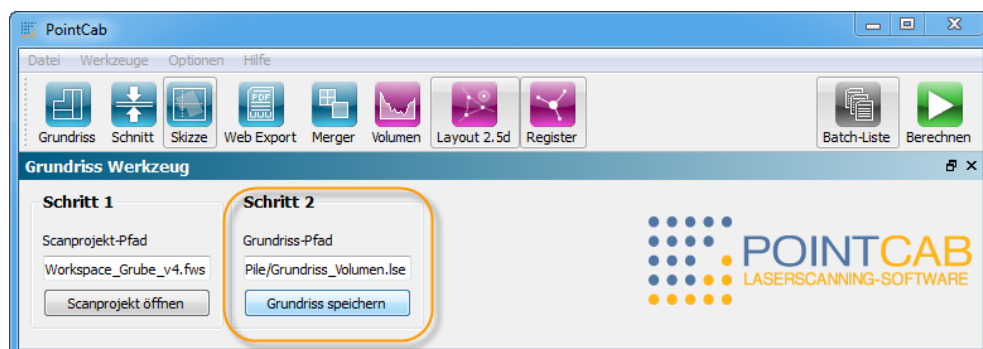 PointCab
Datei Werkzeuge Optionen Hilfe
Grundriss Schnitt Skizze Web Export Merger Volumen Layout 2.5d Register Batch-Liste Berechnen
PDF
Grundriss Werkzeug
Schritt 1 Schritt 2
Scanprojekt-Pfad Grundriss-Pfad
Workspace_Grube_v4.fws Pile/Grundriss_Volumen.lse
Scanprojekt öffnen Grundriss speichern
POINTCAB
LASERSCANNING-SOFTWARE